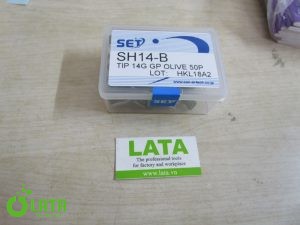 SEY
SH14-B
TIP 14G GP OLIVE 50P
LOT: HKL18A2
SEY
LATA
The professional tools
for factory and workplace
www.lata.vn
LATA